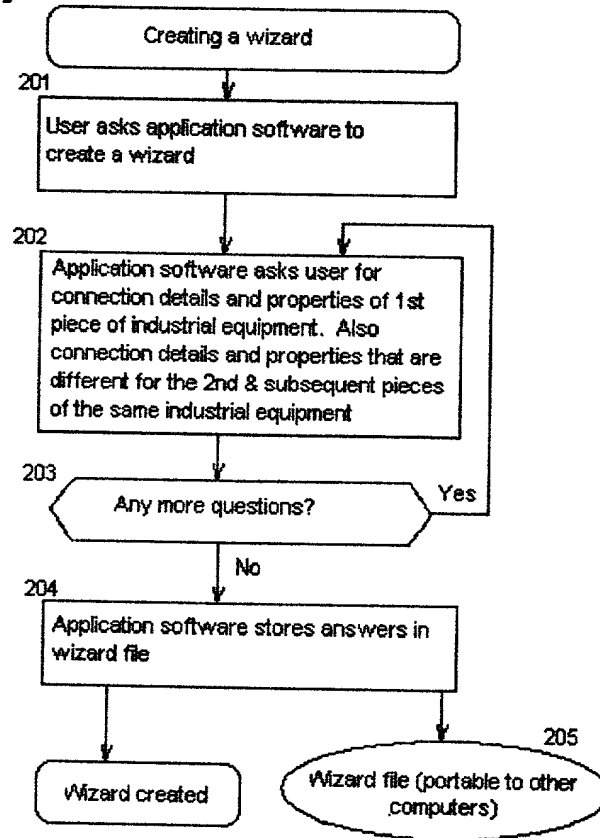 Creating a wizard
201
User asks application software to
create a wizard
202
Application software asks user for
connection details and properties of 1st
piece of industrial equipment. Also
connection details and properties that are
different for the 2nd & subsequent pieces
of the same industrial equipment
203
Any more questions?
Yes
No
204
Application software stores answers in
wizard file
205
Wizard created
Wizard file (portable to other
computers)